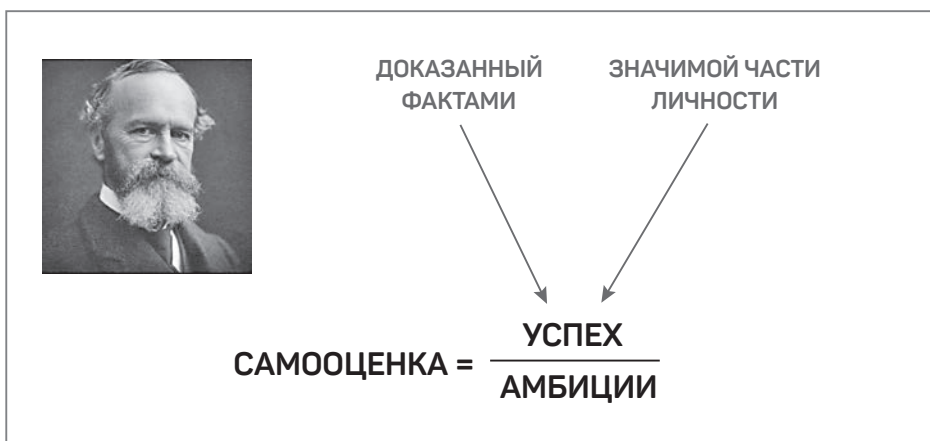 ДОКАЗАННЫЙ
ФАКТАМИ
ЗНАЧИМОЙ ЧАСТИ
ЛИЧНОСТИ
УСПЕХ
САМООЦЕНКА =
АМБИЦИИ